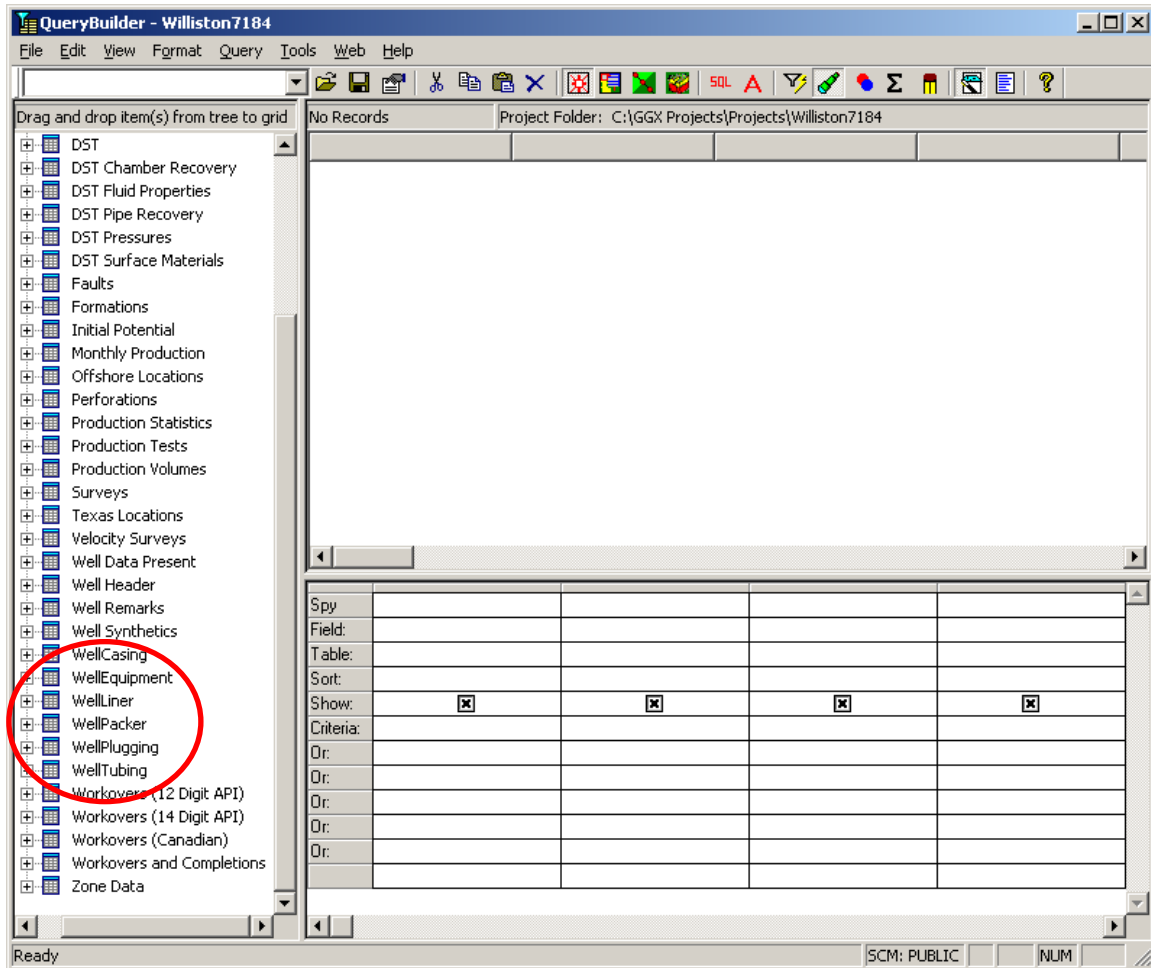 QueryBuilder - Williston7184
File Edit View Format Query Tools Web Help
SQL A Σ ?
Drag and drop item(s) from tree to grid
No Records
Project Folder: C:\GGX Projects\Projects\Williston7184
DST
DST Chamber Recovery
DST Fluid Properties
DST Pipe Recovery
DST Pressures
DST Surface Materials
Faults
Formations
Initial Potential
Monthly Production
Offshore Locations
Perforations
Production Statistics
Production Tests
Production Volumes
Surveys
Texas Locations
Velocity Surveys
Well Data Present
Well Header
Well Remarks
Well Synthetics
WellCasing
WellEquipment
WellLiner
WellPacker
WellPlugging
WellTubing
Workovers (12 Digit API)
Workovers (14 Digit API)
Workovers (Canadian)
Workovers and Completions
Zone Data
Spy
Field:
Table:
Sort:
Show:
Criteria:
Or:
Or:
Or:
Or:
Or:
Ready
SCM: PUBLIC
NUM